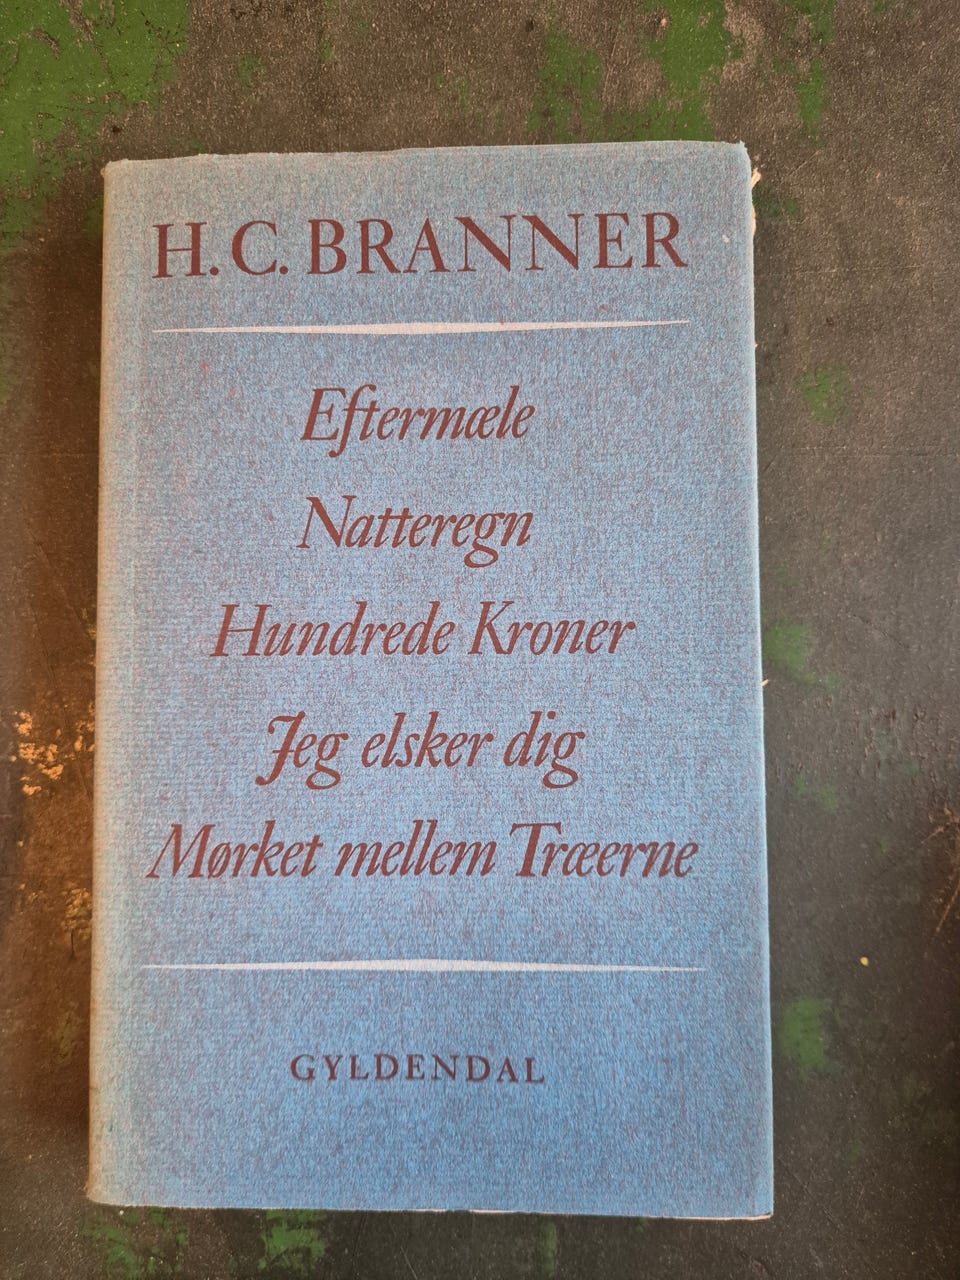 H. C. BRANNER
Eftermæle
Natteregn
Hundrede Kroner
Jeg elsker dig
Mørket mellem Træerne
GYLDENDAL